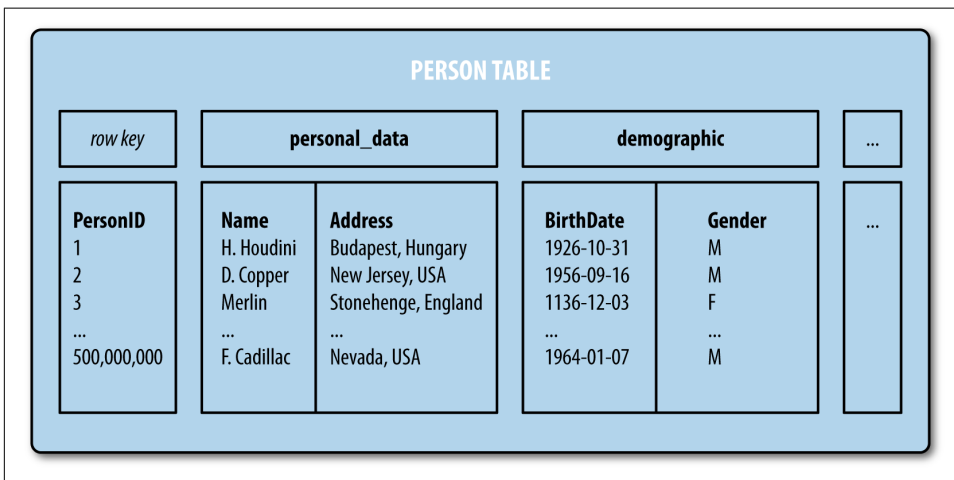 PERSON TABLE
row key personal_data demographic ...
PersonID Name Address BirthDate Gender ...
1 H. Houdini Budapest, Hungary 1926-10-31 M
2 D. Copper New Jersey, USA 1956-09-16 M
3 Merlin Stonehenge, England 1136-12-03 F
... ... ... ... ...
500,000,000 F. Cadillac Nevada, USA 1964-01-07 M